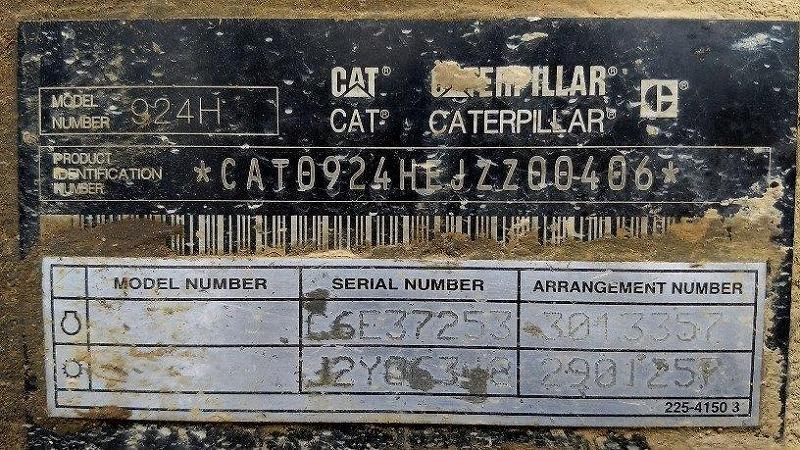 CAT® CATERPILLAR®
MODEL NUMBER 924H
CAT® CATERPILLAR®
PRODUCT IDENTIFICATION NUMBER *CAT0924HEJZZ00406*
MODEL NUMBER SERIAL NUMBER ARRANGEMENT NUMBER
C6E37253 3013357
225-4150 3